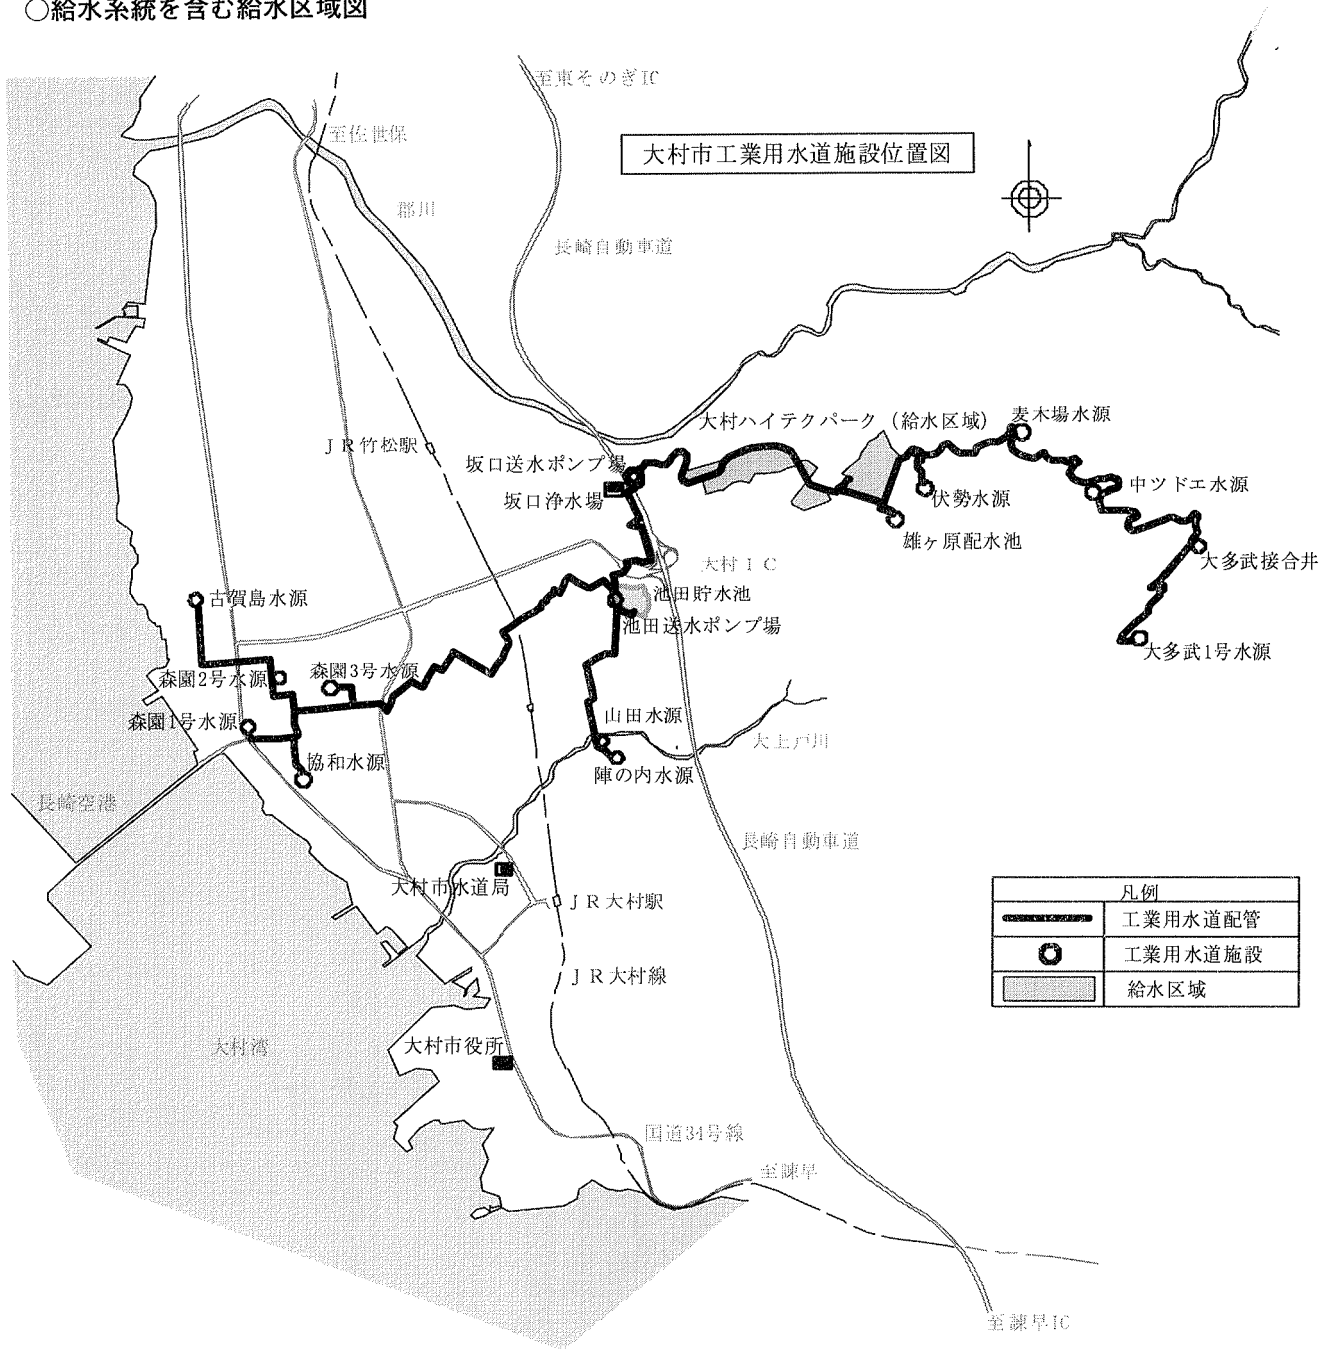 ○給水系統を含む給水区域図
至東そのぎIC
至佐世保
大村市工業用水道施設位置図
郡川
長崎自動車道
大村ハイテクパーク（給水区域）
麦木場水源
JR竹松駅
坂口送水ポンプ場
坂口浄水場
伏勢水源
中ツドエ水源
雄ヶ原配水池
大多武接合井
大村IC
池田貯水池
古賀島水源
池田送水ポンプ場
大多武1号水源
森園2号水源
森園3号水源
森園1号水源
山田水源
大上戸川
協和水源
陣の内水源
長崎空港
長崎自動車道
大村市水道局
JR大村駅
凡例
工業用水道配管
工業用水道施設
給水区域
JR大村線
大村湾
大村市役所
国道34号線
至諫早
至諫早IC